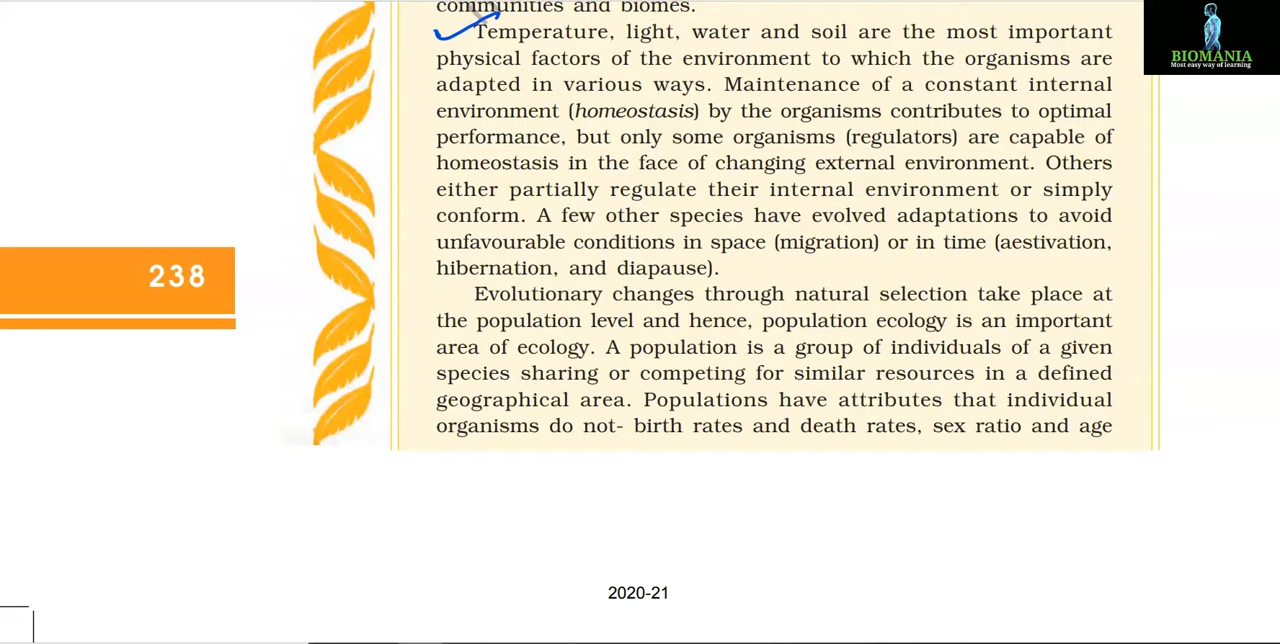 communities and biomes.
Temperature, light, water and soil are the most important
physical factors of the environment to which the organisms are
adapted in various ways. Maintenance of a constant internal
environment (homeostasis) by the organisms contributes to optimal
performance, but only some organisms (regulators) are capable of
homeostasis in the face of changing external environment. Others
either partially regulate their internal environment or simply
conform. A few other species have evolved adaptations to avoid
unfavourable conditions in space (migration) or in time (aestivation,
hibernation, and diapause).
Evolutionary changes through natural selection take place at
the population level and hence, population ecology is an important
area of ecology. A population is a group of individuals of a given
species sharing or competing for similar resources in a defined
geographical area. Populations have attributes that individual
organisms do not- birth rates and death rates, sex ratio and age
238
2020-21
BIOMANIA
Most easy way of learning